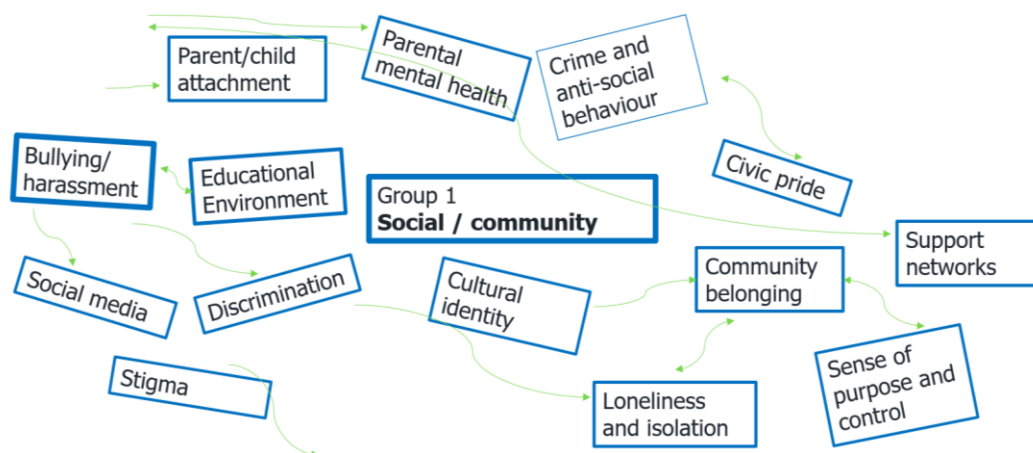 Parent/child
attachment
Parental
mental health
Crime and
anti-social
behaviour
Bullying/
harassment
Educational
Environment
Group 1
Social / community
Civic pride
Support
networks
Social media
Discrimination
Cultural
identity
Community
belonging
Stigma
Loneliness
and isolation
Sense of
purpose and
control